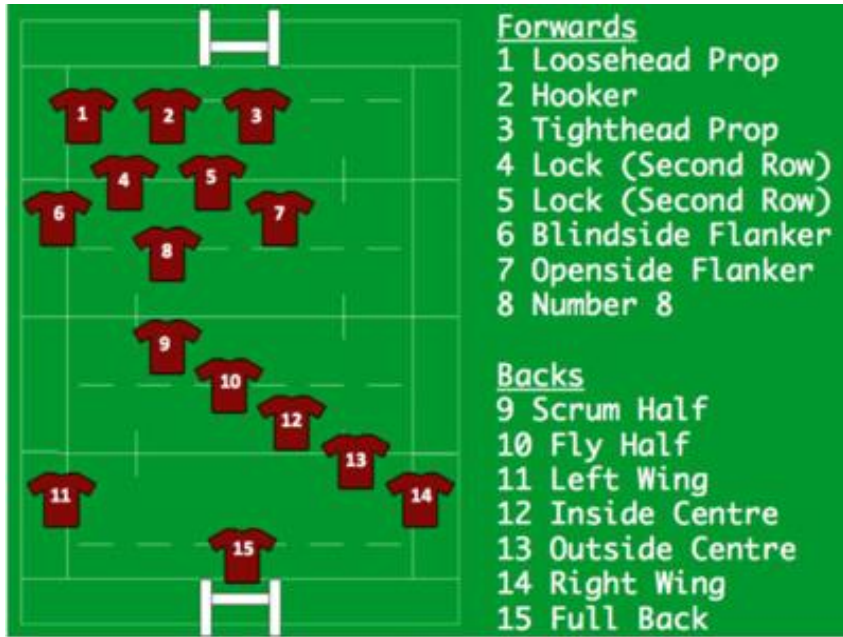 Forwards
1 Loosehead Prop
2 Hooker
3 Tighthead Prop
4 Lock (Second Row)
5 Lock (Second Row)
6 Blindside Flanker
7 Openside Flanker
8 Number 8
Backs
9 Scrum Half
10 Fly Half
11 Left Wing
12 Inside Centre
13 Outside Centre
14 Right Wing
15 Full Back
1 2 3
4 5
6 7
8
9
10
12
13
11 14
15